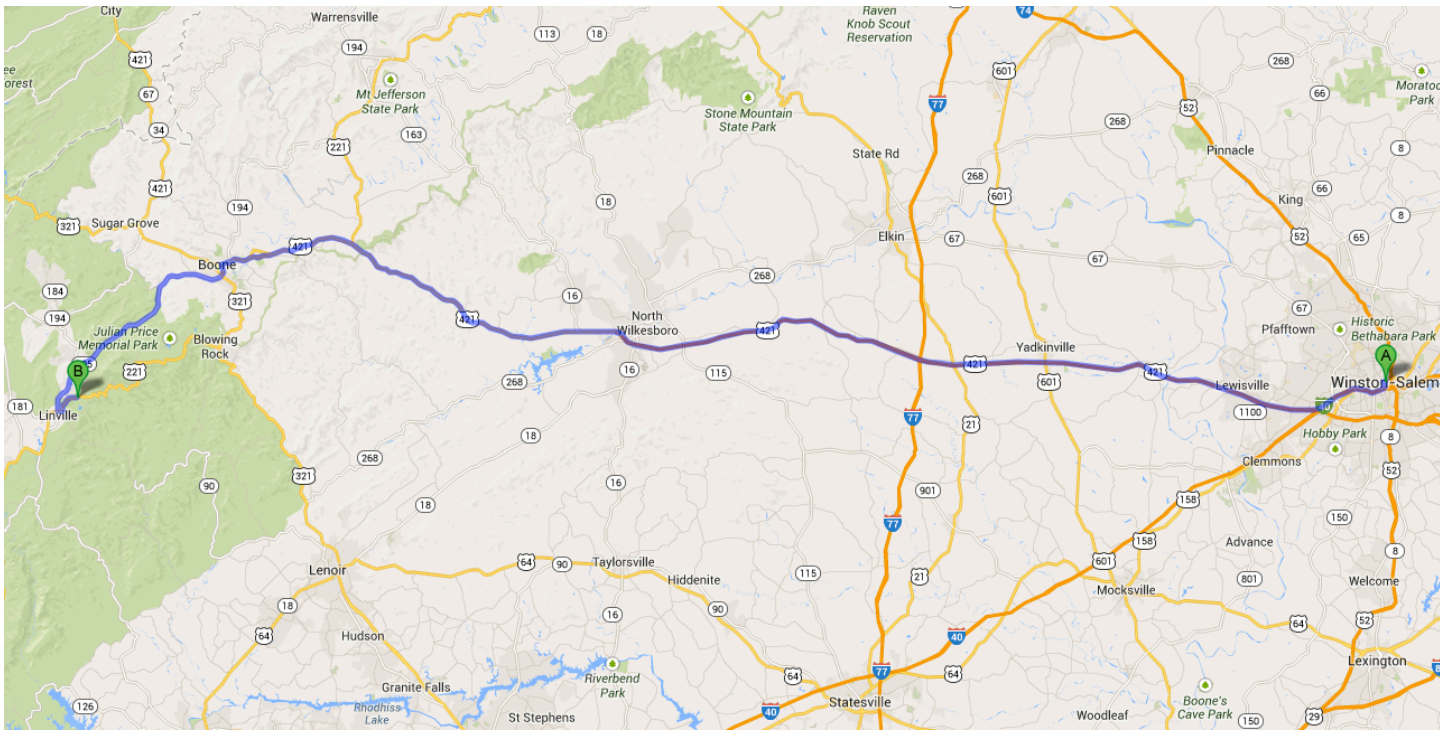 City
Warrensville
Raven
Knob Scout
Reservation
74
421
194
113
18
601
268
ee
orest
67
Mt Jefferson
State Park
Stone Mountain
State Park
77
66
Moratoc
Park
52
34
163
221
268
Pinnacle
8
State Rd
268
421
601
66
King
194
18
8
321
Sugar Grove
Elkin
67
52
65
421
Boone
268
67
184
321
16
67
Historic
Bethabara Park
194
Julian Price
Memorial Park
Blowing
Rock
421
North
Wilkesboro
421
Pfafftown
Yadkinville
A
B
105
221
268
16
115
421
601
421
Lewisville
Winston-Salem
181
Linville
1100
40
77
21
18
Hobby Park
8
268
Clemmons
321
52
90
16
901
158
18
77
150
158
Advance
64
90
Taylorsville
115
601
8
Lenoir
Hiddenite
21
801
Welcome
18
16
90
Mocksville
64
Hudson
40
64
52
Riverbend
Park
64
77
64
Lexington
8
Granite Falls
Statesville
Boone's
Cave Park
126
Rhodhiss
Lake
St Stephens
40
Woodleaf
150
29